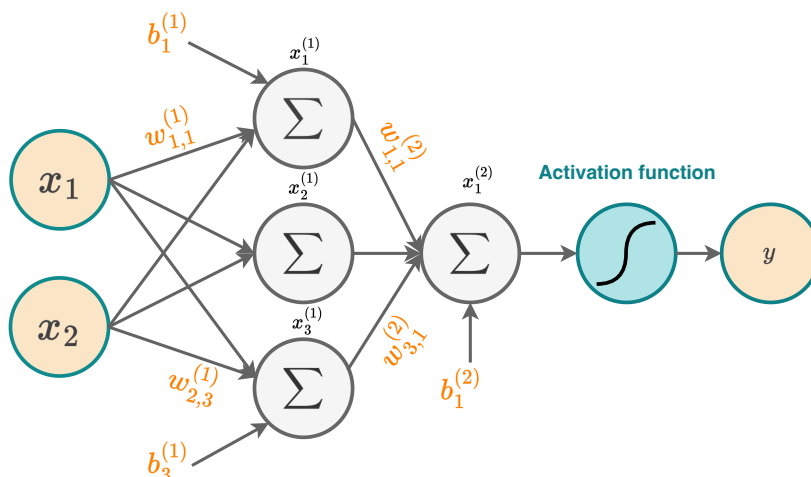 b_1^{(1)}
x_1^{(1)}
Σ
w_{1,1}^{(1)}
w_{1,1}^{(2)}
x_1
x_2^{(1)}
Σ
x_1^{(2)}
Σ
Activation function
y
x_2
x_3^{(1)}
Σ
w_{2,3}^{(1)}
w_{3,1}^{(2)}
b_1^{(2)}
b_3^{(1)}